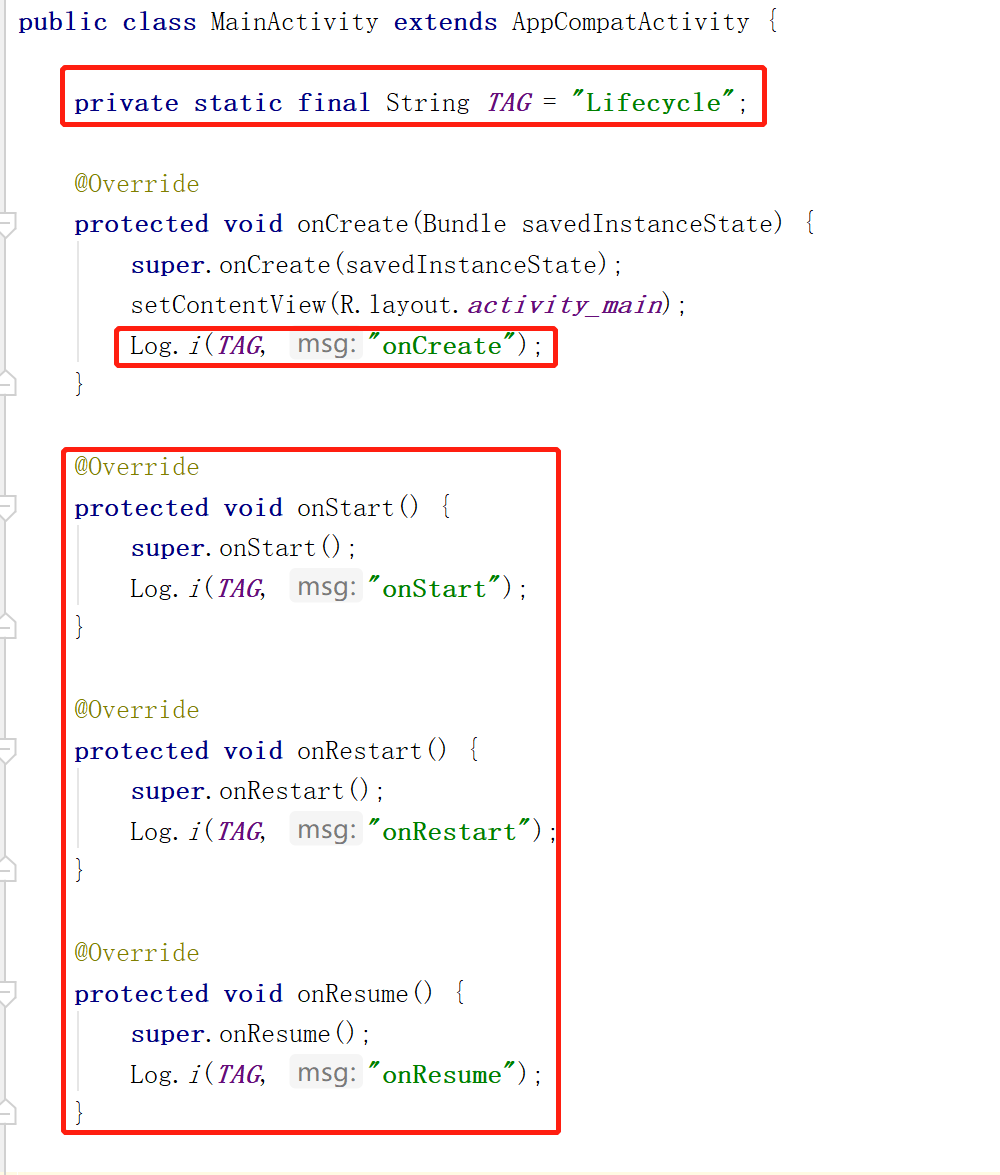 public class MainActivity extends AppCompatActivity {
private static final String TAG = "Lifecycle";
@Override
protected void onCreate(Bundle savedInstanceState) {
super.onCreate(savedInstanceState);
setContentView(R.layout.activity_main);
Log.i(TAG, msg: "onCreate");
}
@Override
protected void onStart() {
super.onStart();
Log.i(TAG, msg: "onStart");
}
@Override
protected void onRestart() {
super.onRestart();
Log.i(TAG, msg: "onRestart");
}
@Override
protected void onResume() {
super.onResume();
Log.i(TAG, msg: "onResume");
}